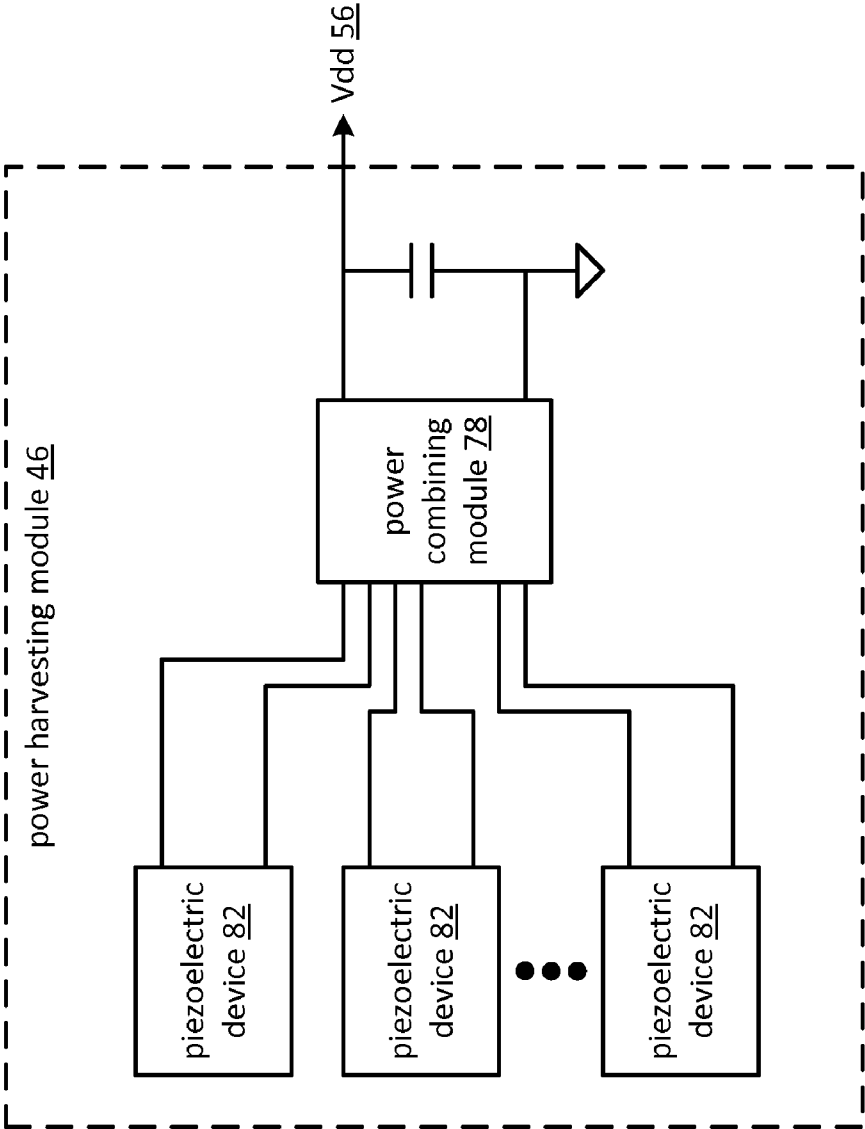 power harvesting module 46
piezoelectric
device 82
piezoelectric
device 82
piezoelectric
device 82
power
combining
module 78
Vdd 56